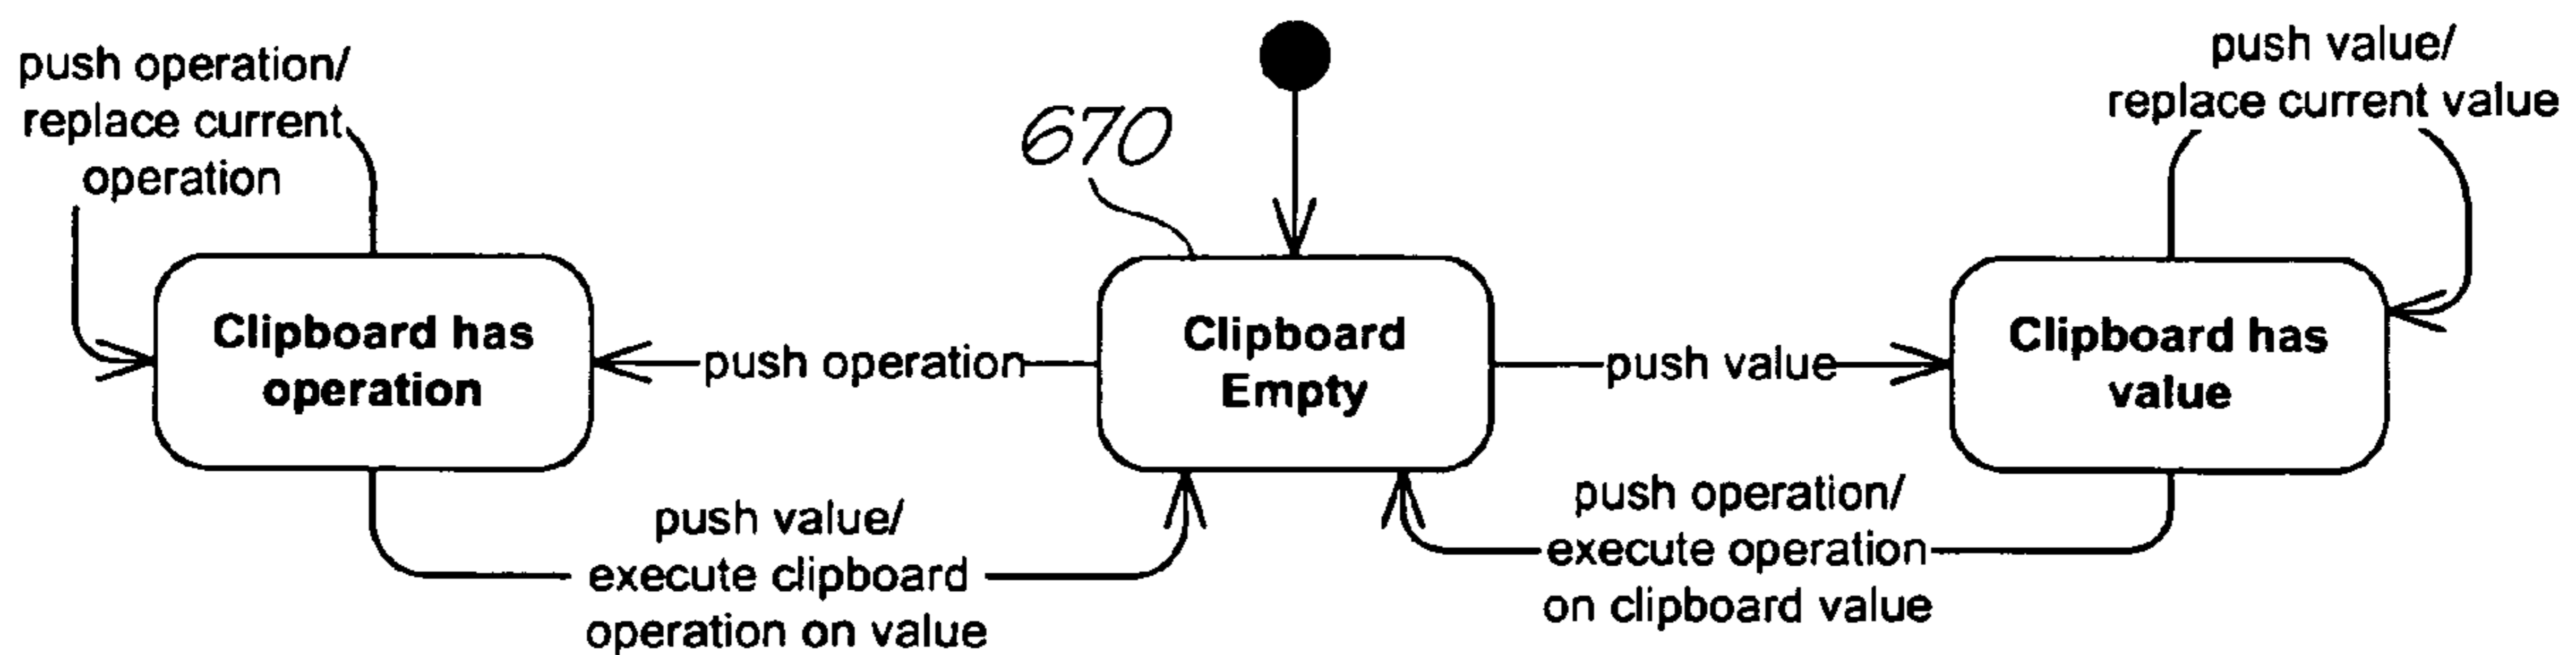 push operation/
replace current
operation
670
push value/
replace current value
Clipboard has
operation
push operation
Clipboard
Empty
push value
Clipboard has
value
push value/
execute clipboard
operation on value
push operation/
execute operation
on clipboard value